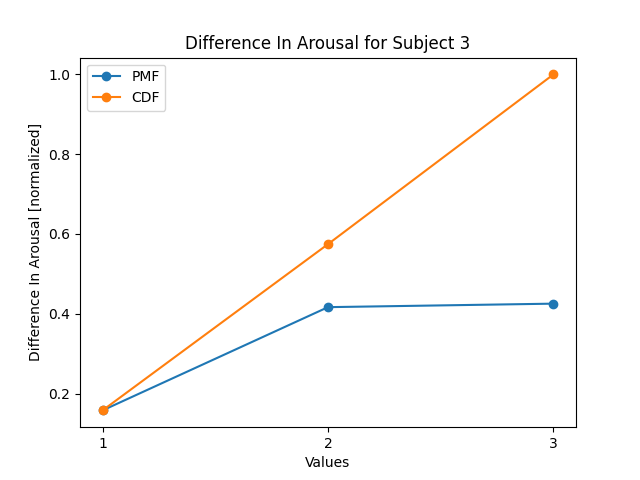 Difference In Arousal for Subject 3
PMF
CDF
1.0
0.8
0.6
0.4
0.2
Difference In Arousal [normalized]
1
2
3
Values